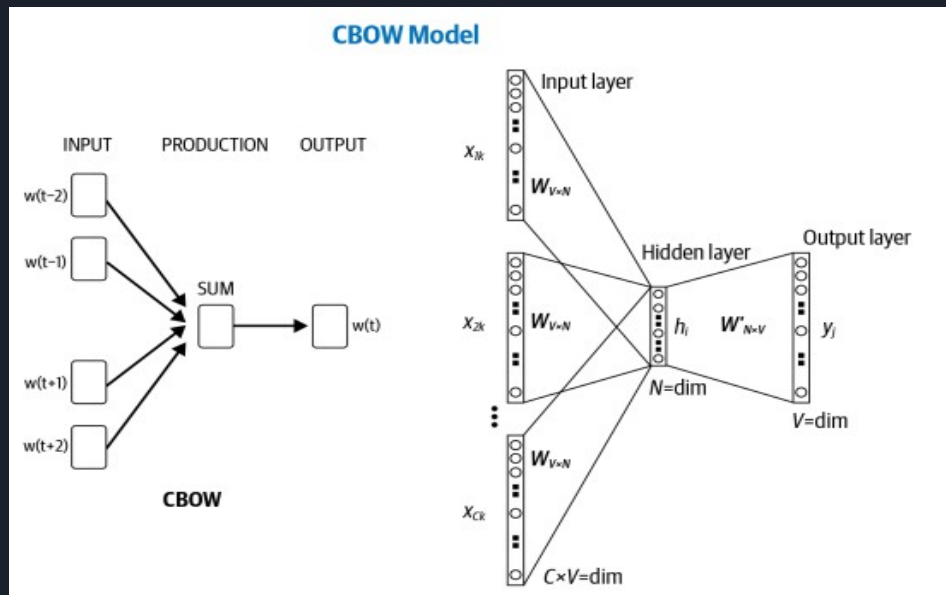 CBOW Model
INPUT PRODUCTION OUTPUT
w(t-2)
w(t-1)
SUM
w(t)
w(t+1)
w(t+2)
CBOW
Input layer
x1k
WV×N
Hidden layer
Output layer
x2k
WV×N
hi
W'N×V
yj
N=dim
V=dim
WV×N
xCk
C×V=dim